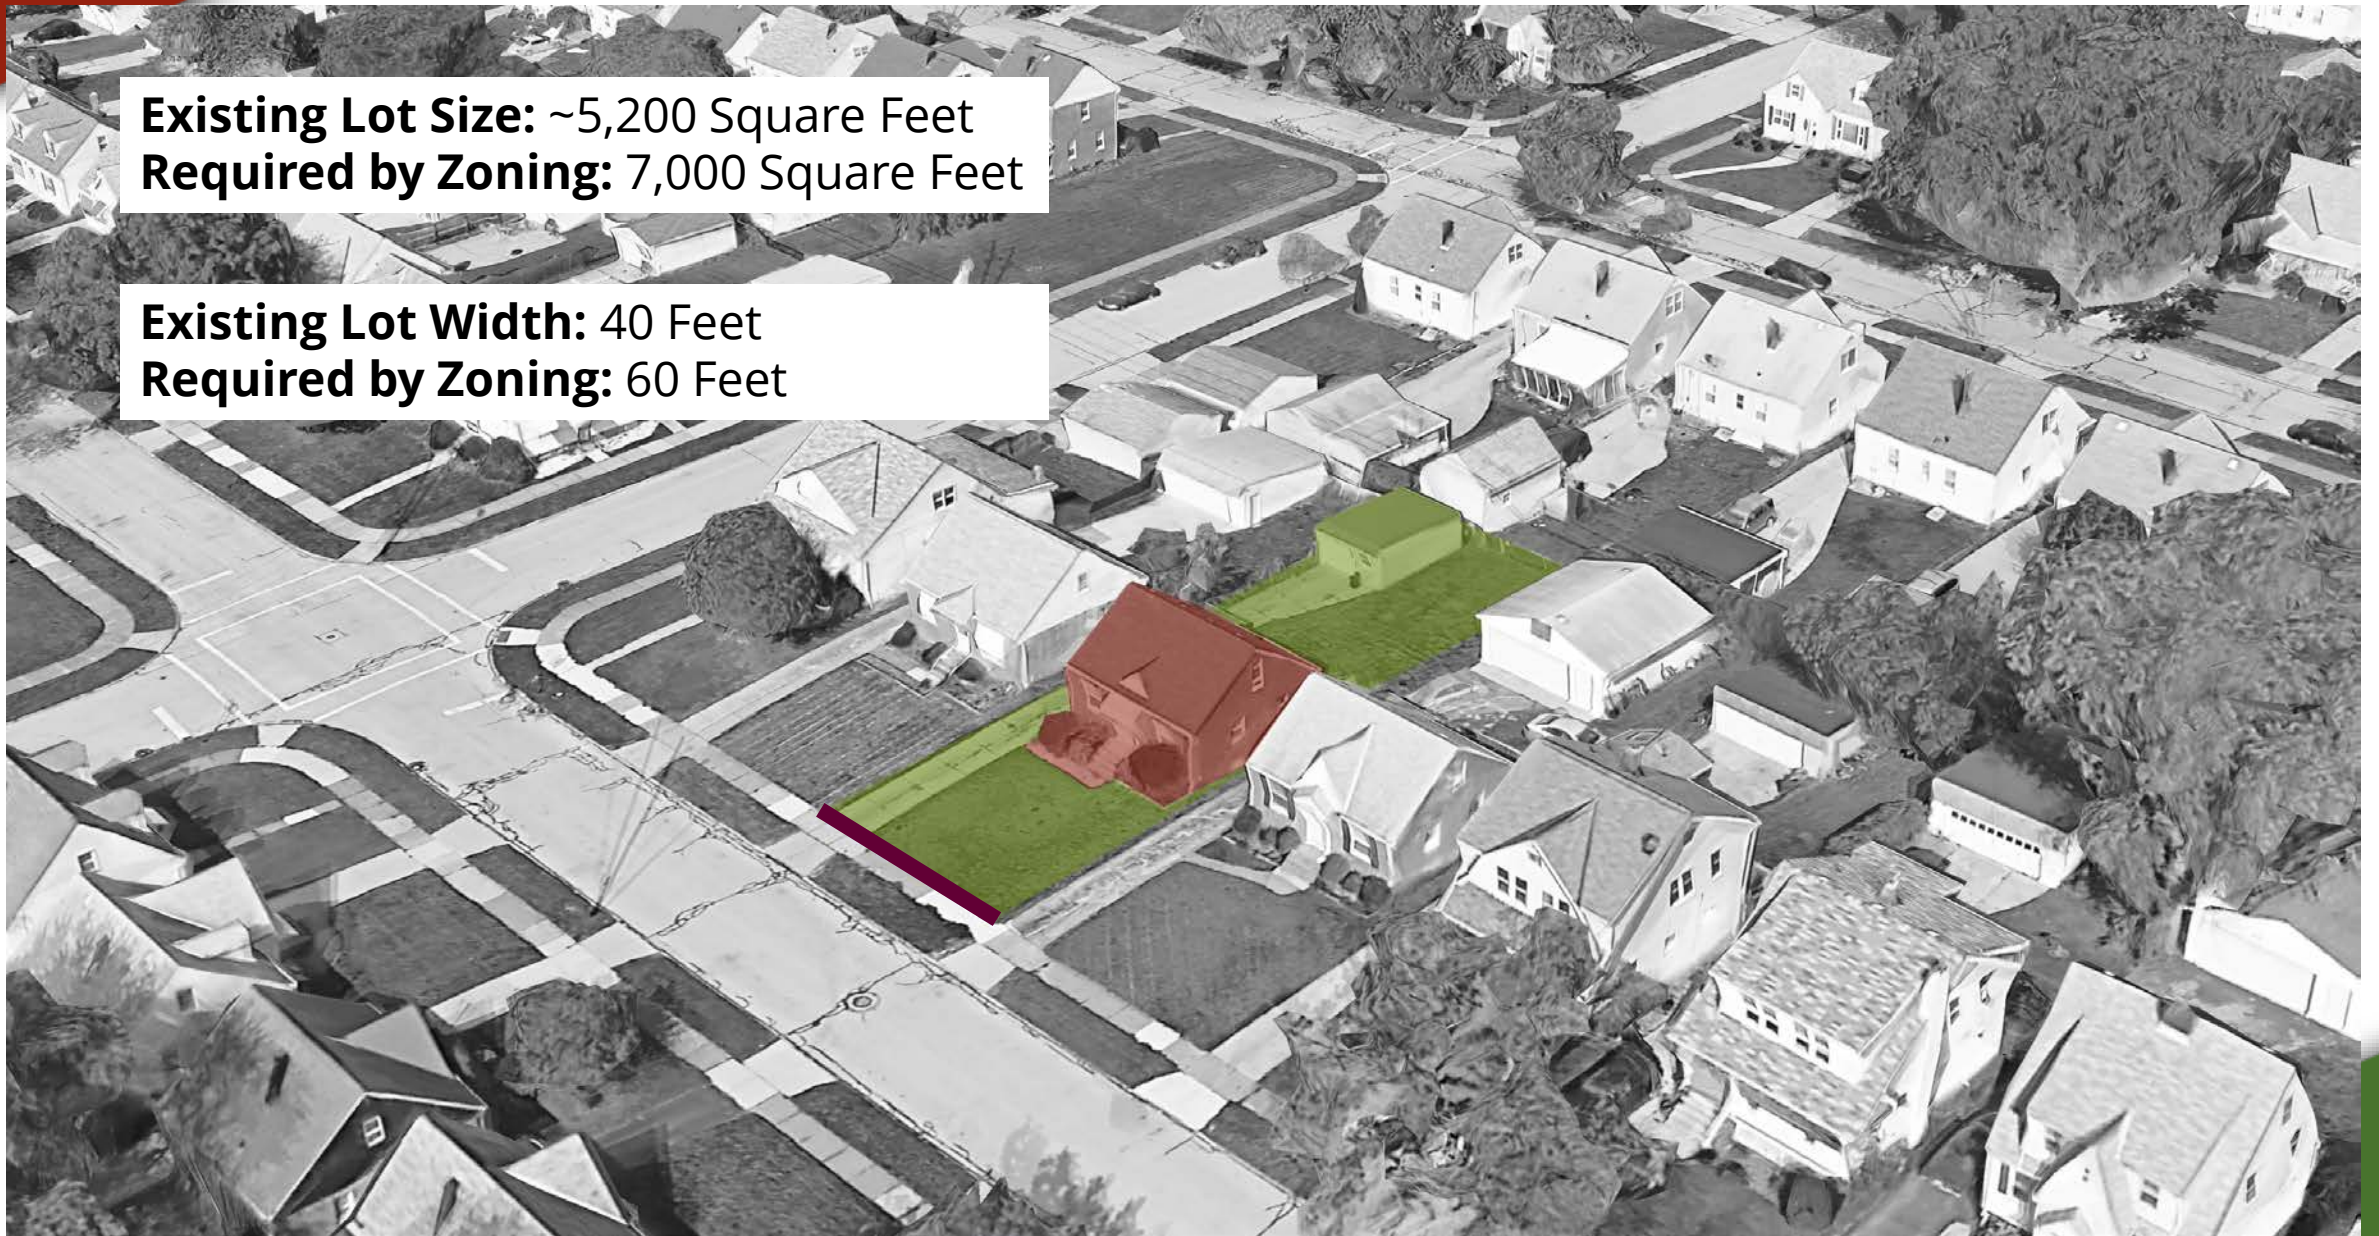 Existing Lot Size: ~5,200 Square Feet
Required by Zoning: 7,000 Square Feet
Existing Lot Width: 40 Feet
Required by Zoning: 60 Feet